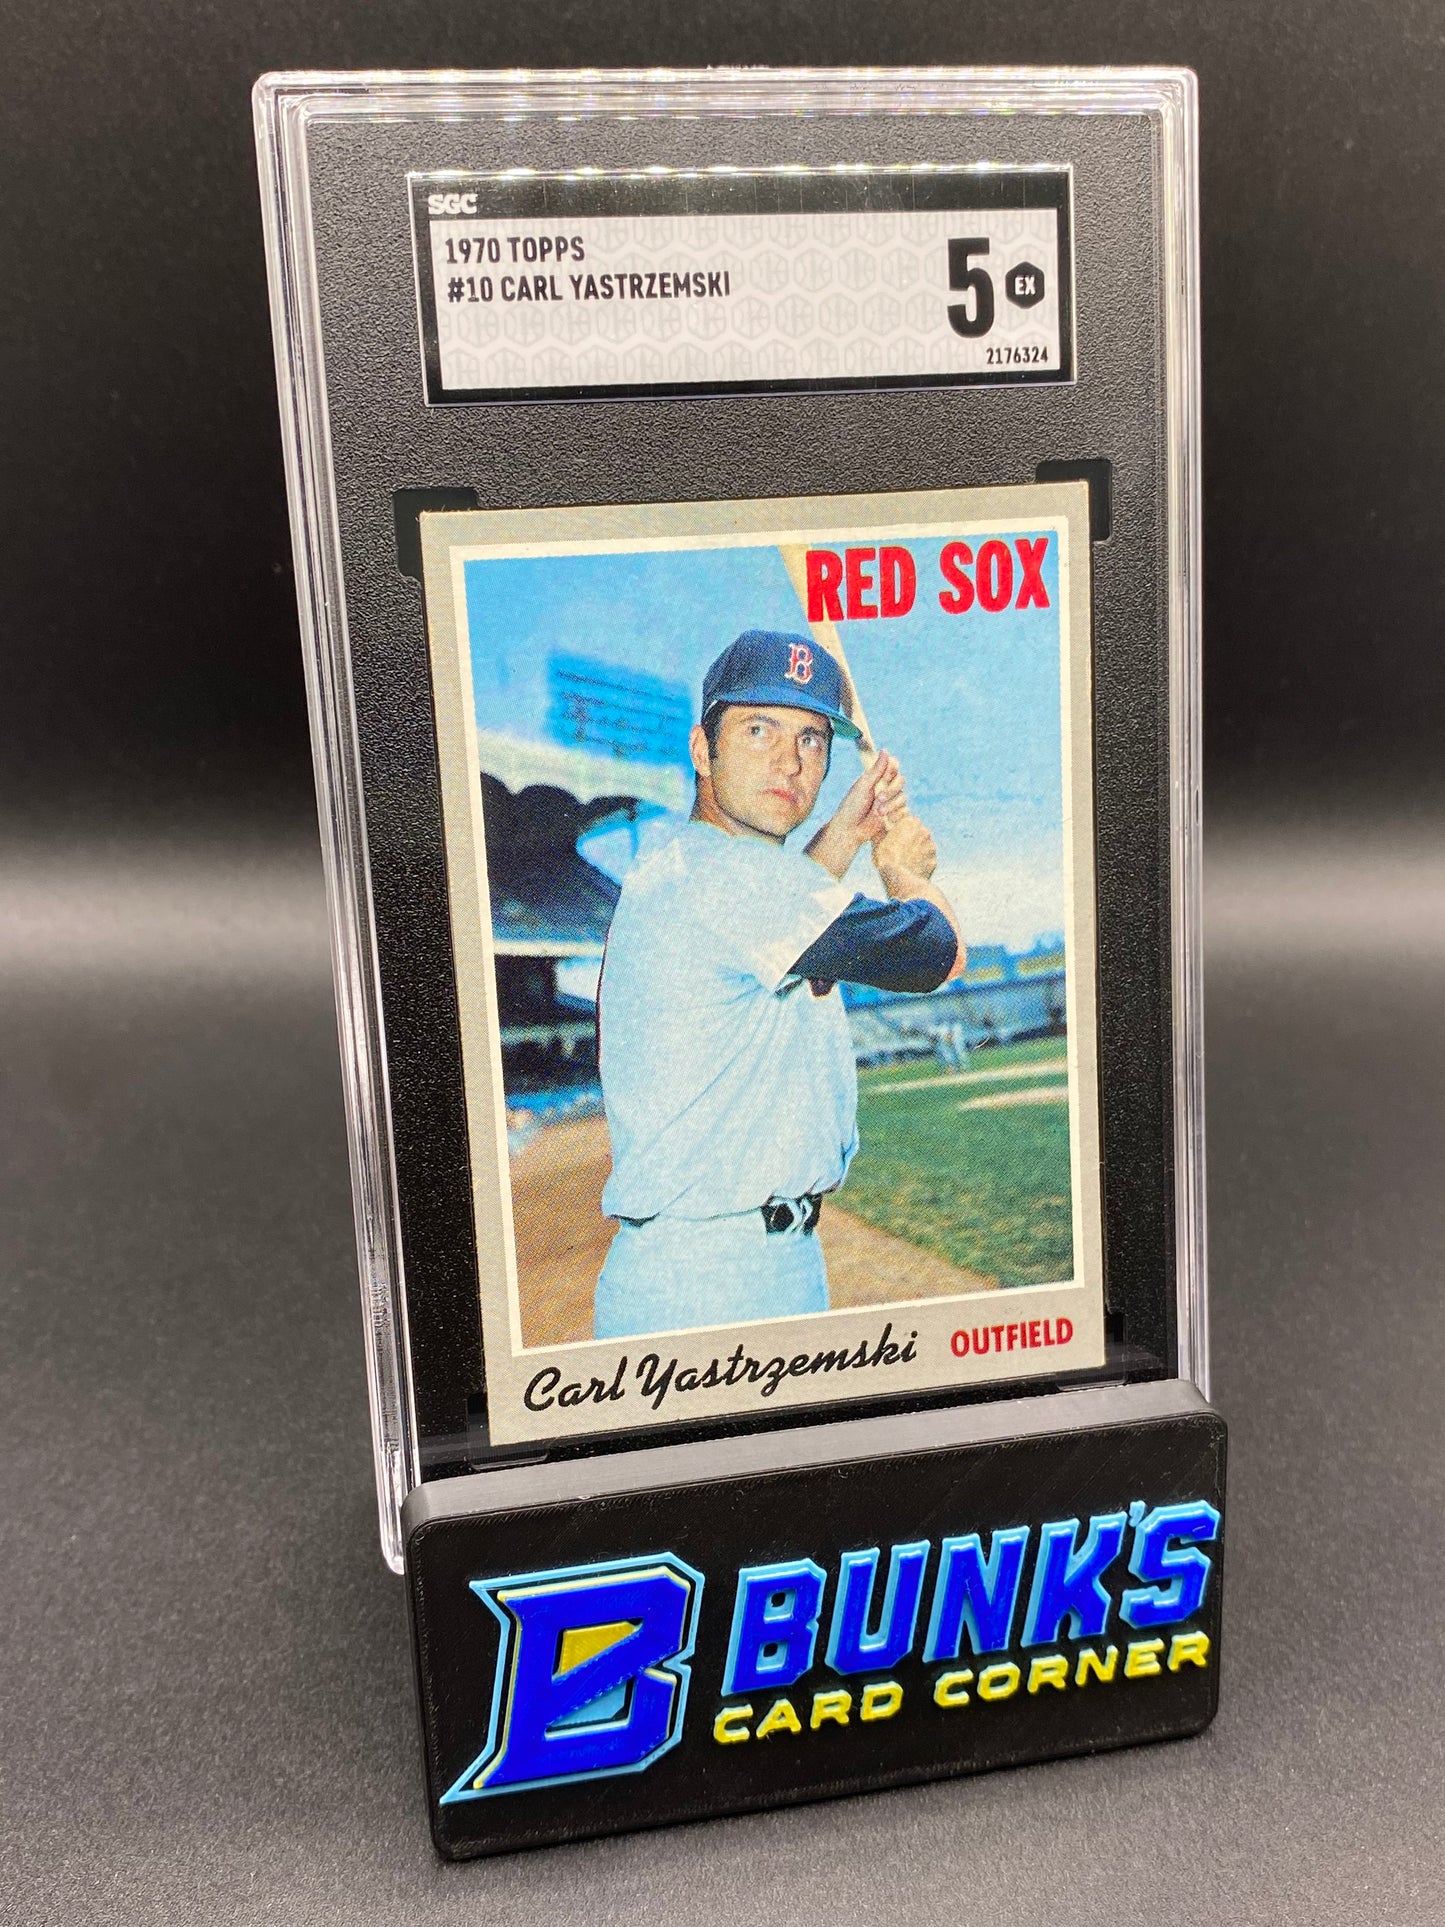 SGC
1970 TOPPS
#10 CARL YASTRZEMSKI
5 EX
2176324
RED SOX
B
Carl Yastrzemski OUTFIELD
B BUNK'S
CARD CORNER